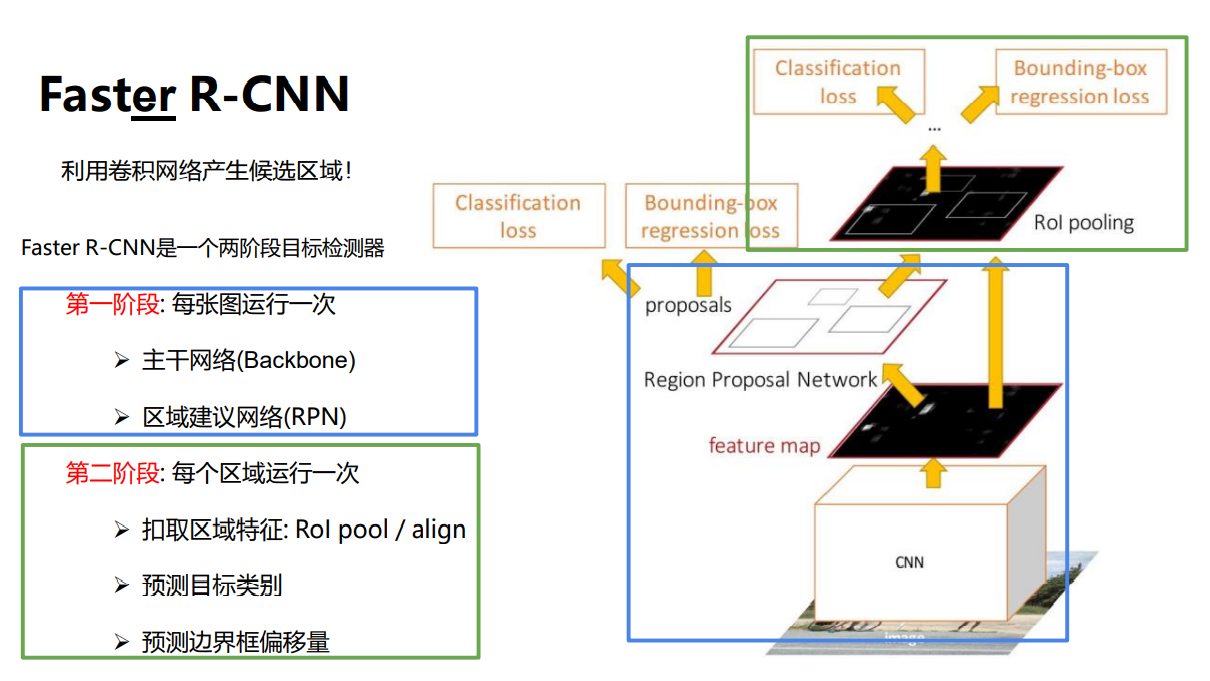 Faster R-CNN
利用卷积网络产生候选区域！
Faster R-CNN是一个两阶段目标检测器
第一阶段: 每张图运行一次
➢ 主干网络(Backbone)
➢ 区域建议网络(RPN)
第二阶段: 每个区域运行一次
➢ 扣取区域特征: RoI pool / align
➢ 预测目标类别
➢ 预测边界框偏移量
Classification
loss
Bounding-box
regression loss
...
RoI pooling
Classification
loss
Bounding-box
regression loss
proposals
Region Proposal Network
feature map
CNN
image